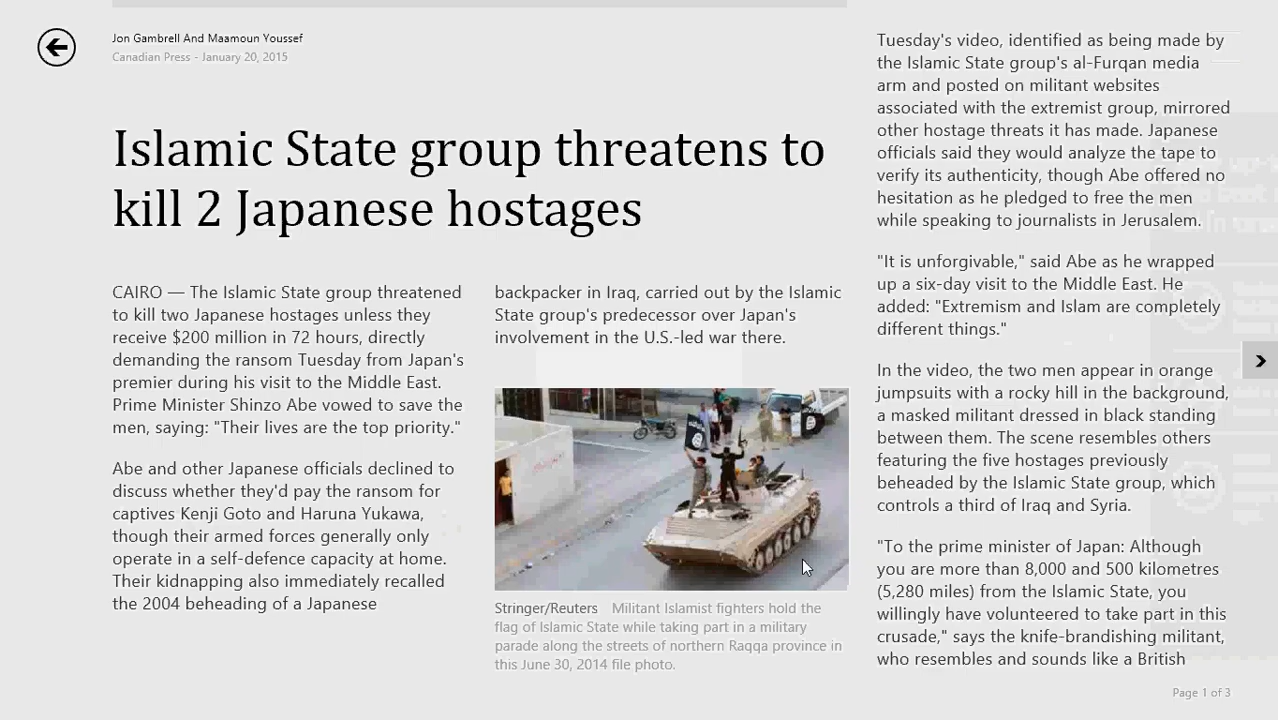 Jon Gambrell And Maamoun Youssef
Canadian Press - January 20, 2015
Islamic State group threatens to
kill 2 Japanese hostages
CAIRO — The Islamic State group threatened
to kill two Japanese hostages unless they
receive $200 million in 72 hours, directly
demanding the ransom Tuesday from Japan's
premier during his visit to the Middle East.
Prime Minister Shinzo Abe vowed to save the
men, saying: "Their lives are the top priority."
Abe and other Japanese officials declined to
discuss whether they'd pay the ransom for
captives Kenji Goto and Haruna Yukawa,
though their armed forces generally only
operate in a self-defence capacity at home.
Their kidnapping also immediately recalled
the 2004 beheading of a Japanese
backpacker in Iraq, carried out by the Islamic
State group's predecessor over Japan's
involvement in the U.S.-led war there.
Stringer/Reuters Militant Islamist fighters hold the
flag of Islamic State while taking part in a military
parade along the streets of northern Raqqa province in
this June 30, 2014 file photo.
Tuesday's video, identified as being made by
the Islamic State group's al-Furqan media
arm and posted on militant websites
associated with the extremist group, mirrored
other hostage threats it has made. Japanese
officials said they would analyze the tape to
verify its authenticity, though Abe offered no
hesitation as he pledged to free the men
while speaking to journalists in Jerusalem.
"It is unforgivable," said Abe as he wrapped
up a six-day visit to the Middle East. He
added: "Extremism and Islam are completely
different things."
In the video, the two men appear in orange
jumpsuits with a rocky hill in the background,
a masked militant dressed in black standing
between them. The scene resembles others
featuring the five hostages previously
beheaded by the Islamic State group, which
controls a third of Iraq and Syria.
"To the prime minister of Japan: Although
you are more than 8,000 and 500 kilometres
(5,280 miles) from the Islamic State, you
willingly have volunteered to take part in this
crusade," says the knife-brandishing militant,
who resembles and sounds like a British
Page 1 of 3